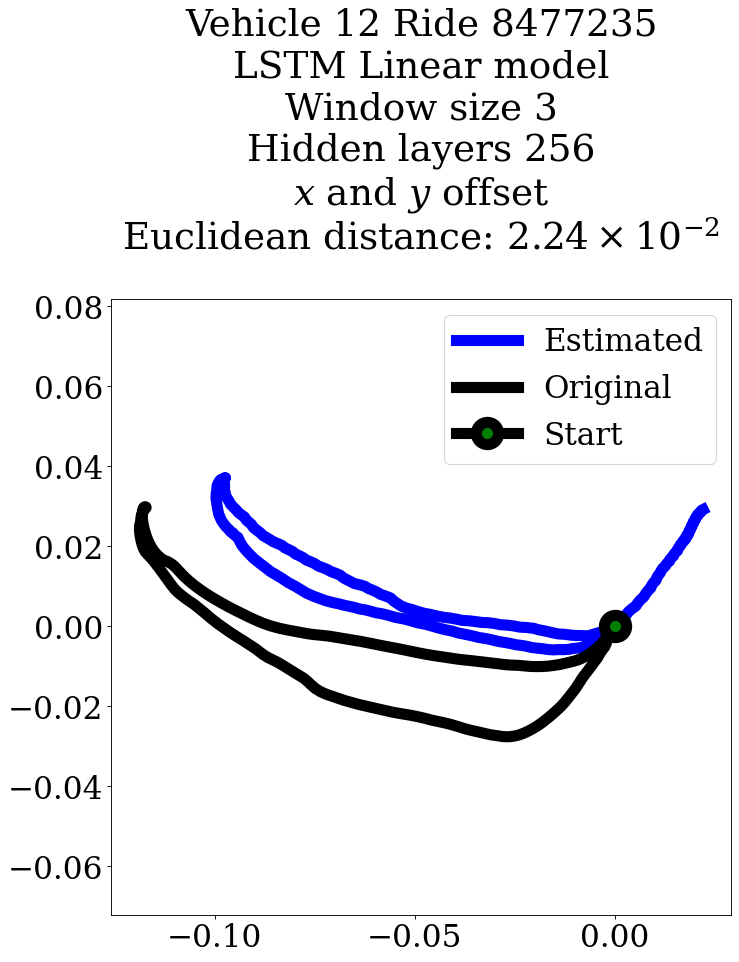 Vehicle 12 Ride 8477235
LSTM Linear model
Window size 3
Hidden layers 256
x and y offset
Euclidean distance: 2.24 × 10⁻²
0.08
0.06
0.04
0.02
0.00
−0.02
−0.04
−0.06
Estimated
Original
Start
−0.10
−0.05
0.00